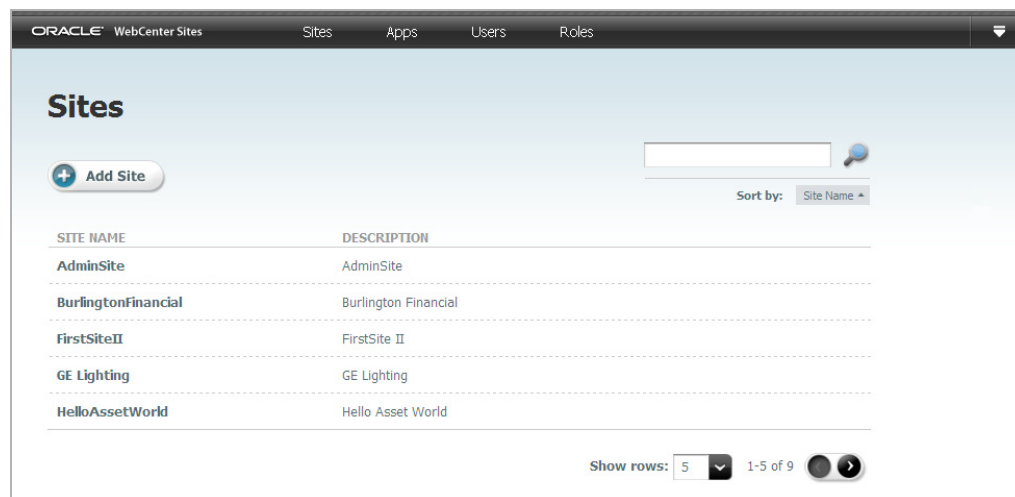 ORACLE WebCenter Sites Sites Apps Users Roles
Sites
Add Site
Sort by: Site Name
SITE NAME DESCRIPTION
AdminSite AdminSite
BurlingtonFinancial Burlington Financial
FirstSiteII FirstSite II
GE Lighting GE Lighting
HelloAssetWorld Hello Asset World
Show rows: 5 1-5 of 9